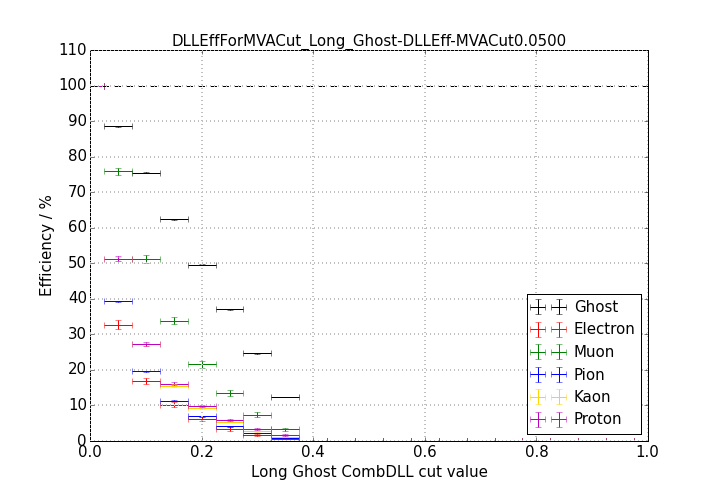 DLLEffForMVACut_Long_Ghost-DLLEff-MVACut0.0500
110
100
90
80
70
60
50
40
30
20
10
0
Efficiency / %
Ghost
Electron
Muon
Pion
Kaon
Proton
0.0 0.2 0.4 0.6 0.8 1.0
Long Ghost CombDLL cut value